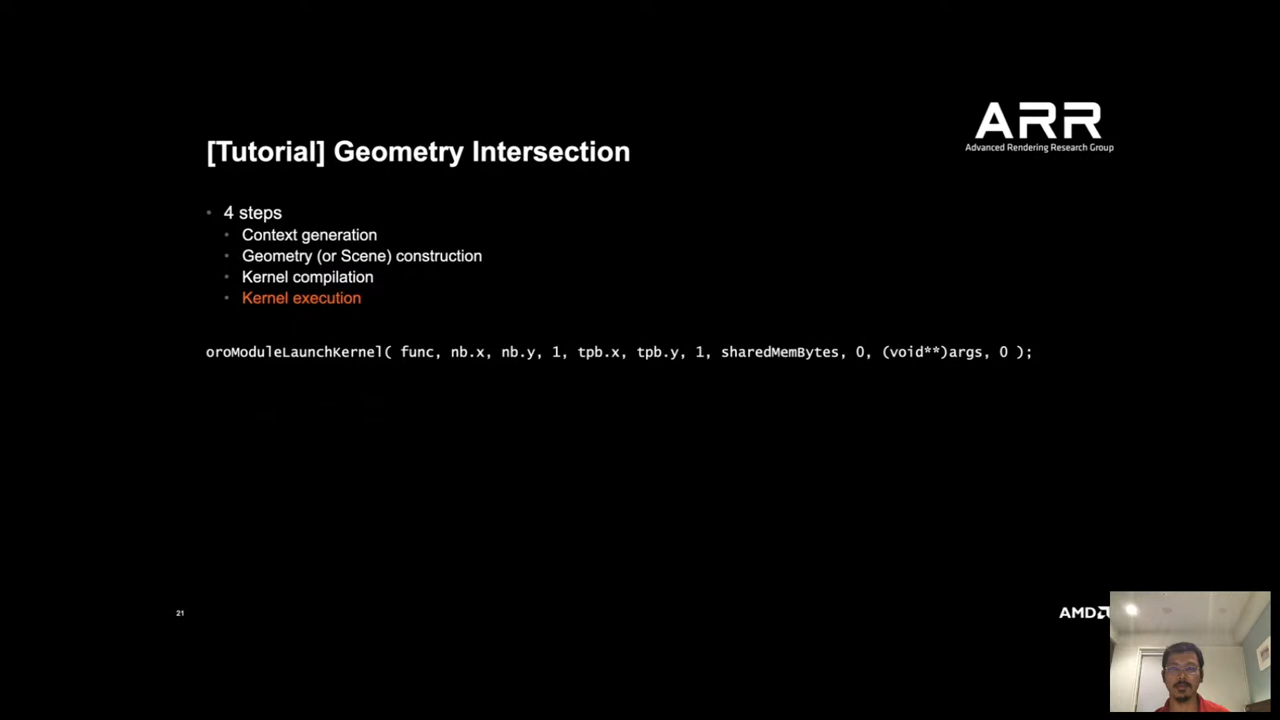 ARR
Advanced Rendering Research Group
[Tutorial] Geometry Intersection
4 steps
Context generation
Geometry (or Scene) construction
Kernel compilation
Kernel execution
oroModuleLaunchKernel( func, nb.x, nb.y, 1, tpb.x, tpb.y, 1, sharedMemBytes, 0, (void**)args, 0 );
21
AMD